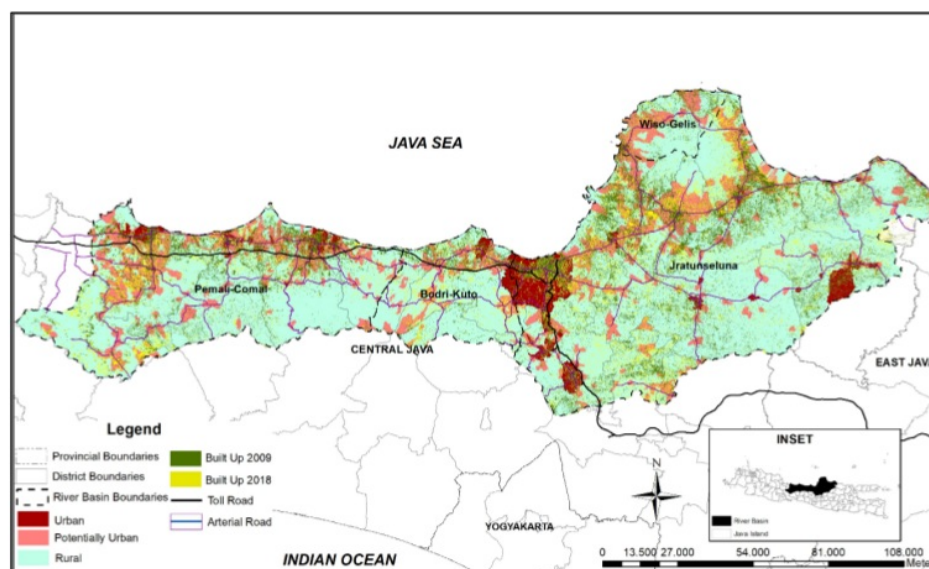 JAVA SEA
Wiso-Gelis
Jratunseluna
Pemali-Comal
Bodri-Kuto
CENTRAL JAVA
EAST JAVA
YOGYAKARTA
INDIAN OCEAN
Legend
Provincial Boundaries
District Boundaries
River Basin Boundaries
Urban
Potentially Urban
Rural
Built Up 2009
Built Up 2018
Toll Road
Arterial Road
N
INSET
River Basin
Java Island
0 13.500 27.000 54.000 81.000 108.000
Mete